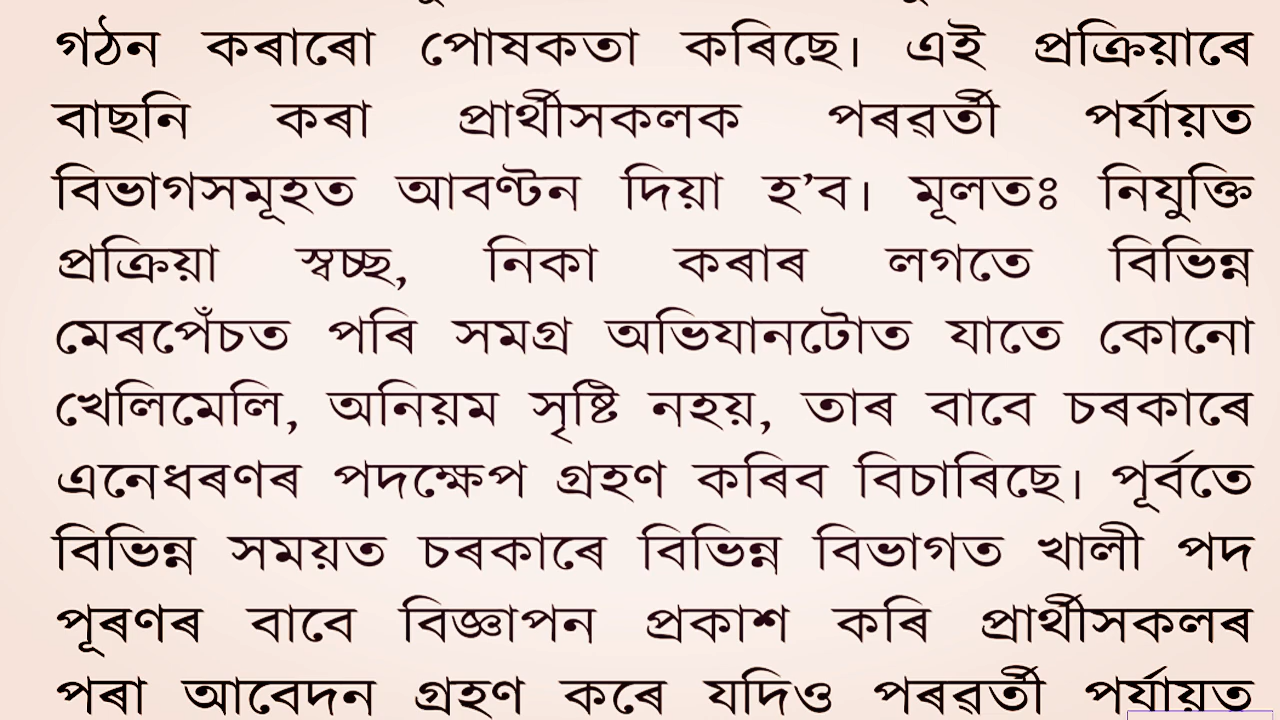 গঠন কৰাৰো পোষকতা কৰিছে। এই প্ৰক্ৰিয়াৰে
বাছনি কৰা প্ৰাৰ্থীসকলক পৰৱৰ্তী পৰ্যায়ত
বিভাগসমূহত আবণ্টন দিয়া হ’ব। মূলতঃ নিযুক্তি
প্ৰক্ৰিয়া স্বচ্ছ, নিকা কৰাৰ লগতে বিভিন্ন
মেৰপেঁচত পৰি সমগ্ৰ অভিযানটোত যাতে কোনো
খেলিমেলি, অনিয়ম সৃষ্টি নহয়, তাৰ বাবে চৰকাৰে
এনেধৰণৰ পদক্ষেপ গ্ৰহণ কৰিব বিচাৰিছে। পূৰ্বতে
বিভিন্ন সময়ত চৰকাৰে বিভিন্ন বিভাগত খালী পদ
পূৰণৰ বাবে বিজ্ঞাপন প্ৰকাশ কৰি প্ৰাৰ্থীসকলৰ
পৰা আবেদন গ্ৰহণ কৰে যদিও পৰৱৰ্তী পৰ্যায়ত